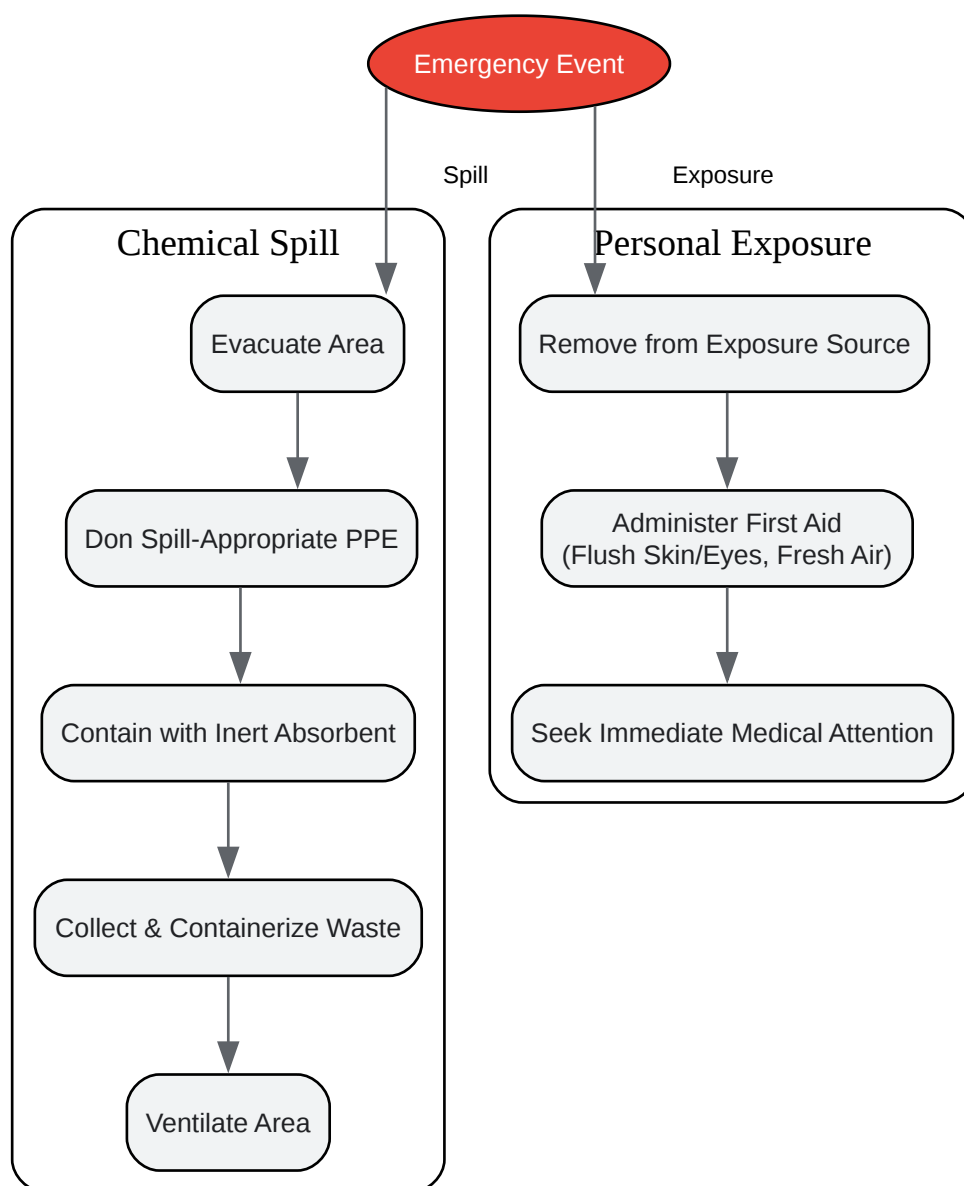 Emergency Event
Spill
Exposure
Chemical Spill
Evacuate Area
Don Spill-Appropriate PPE
Contain with Inert Absorbent
Collect & Containerize Waste
Ventilate Area
Personal Exposure
Remove from Exposure Source
Administer First Aid
(Flush Skin/Eyes, Fresh Air)
Seek Immediate Medical Attention